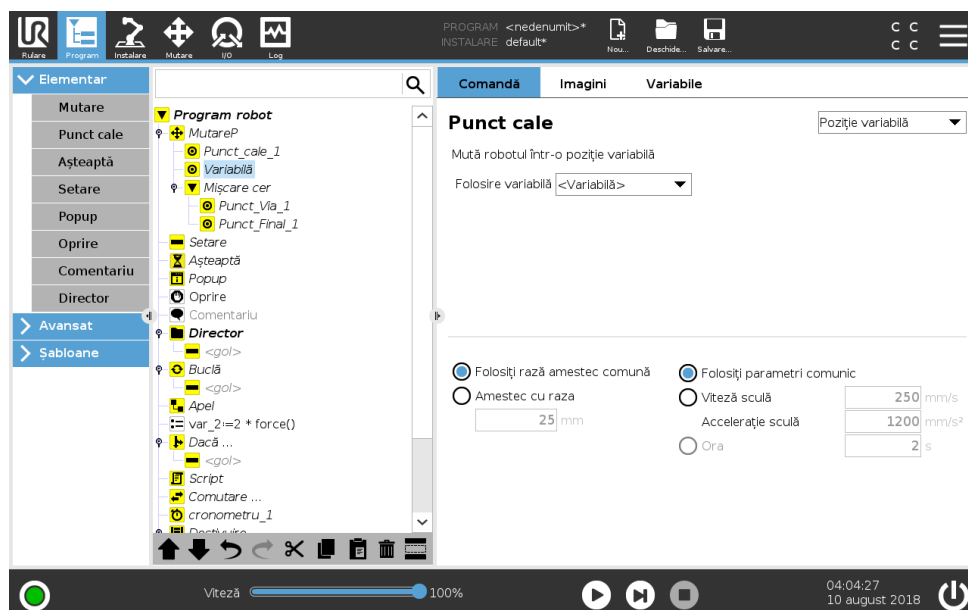 PROGRAM <nedenumit>*
INSTALARE default*
Rulare Program Instalare Mutare I/O Log Nou... Deschide... Salvare...
C C
C C
Elementar
Mutare
Punct cale
Așteaptă
Setare
Popup
Oprire
Comentariu
Director
Avansat
Șabloane
Program robot
MutareP
Punct_cale_1
Variabilă
Mișcare cer
Punct_Via_1
Punct_Final_1
Setare
Așteaptă
Popup
Oprire
Comentariu
Director
<gol>
Buclă
<gol>
Apel
var_2:=2 * force()
Dacă ...
<gol>
Script
Comutare ...
cronometru_1
Comandă Imagini Variabile
Punct cale
Poziție variabilă
Mută robotul într-o poziție variabilă
Folosire variabilă <Variabilă>
Folosiți rază amestec comună
Amestec cu raza
25 mm
Folosiți parametri comunic
Viteză sculă 250 mm/s
Accelerație sculă 1200 mm/s²
Ora 2 s
Viteză 100%
04:04:27
10 august 2018